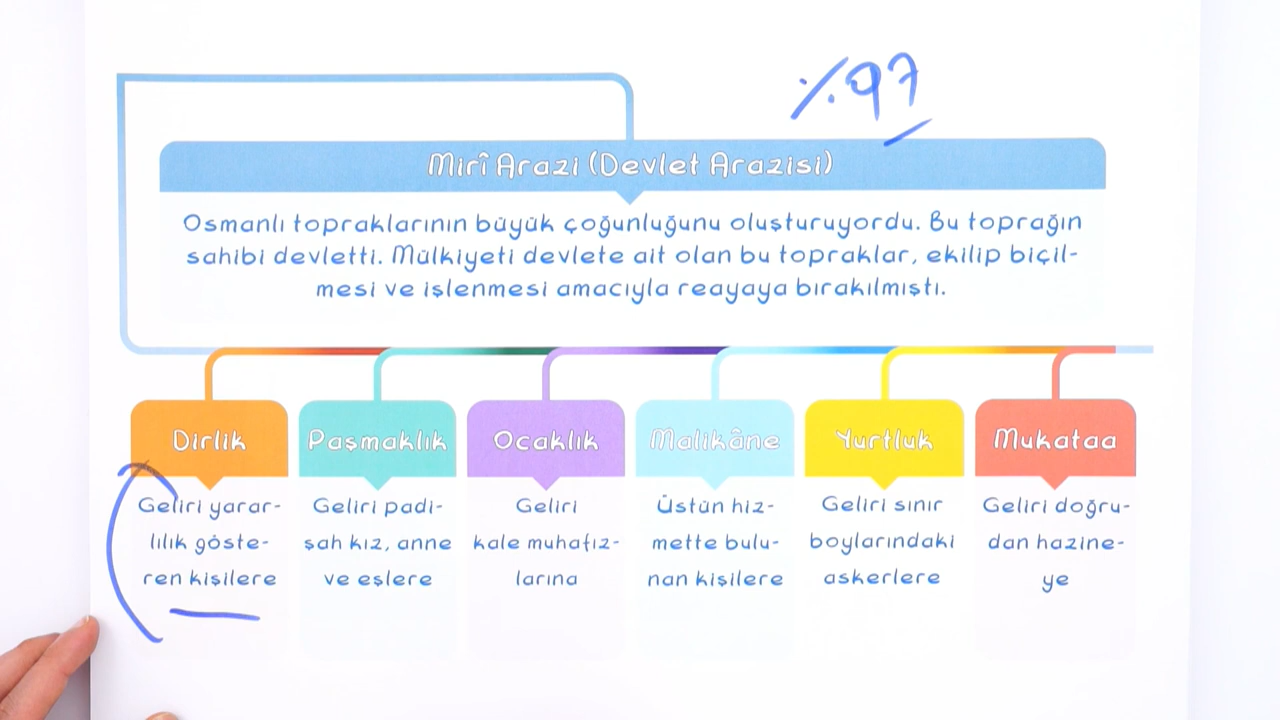 %97
Mirî Arazi (Devlet Arazisi)
Osmanlı topraklarının büyük çoğunluğunu oluşturuyordu. Bu toprağın
sahibi devletti. Mülkiyeti devlete ait olan bu topraklar, ekilip biçil-
mesi ve işlenmesi amacıyla reayaya bırakılmıştı.
Dirlik
Geliri yarar-
lılık göste-
ren kişilere
Paşmaklık
Geliri padi-
şah kız, anne
ve eşlere
Ocaklık
Geliri
kale muhafız-
larına
Malikâne
Üstün hiz-
mette bulu-
nan kişilere
Yurtluk
Geliri sınır
boylarındaki
askerlere
Mukataa
Geliri doğru-
dan hazine-
ye